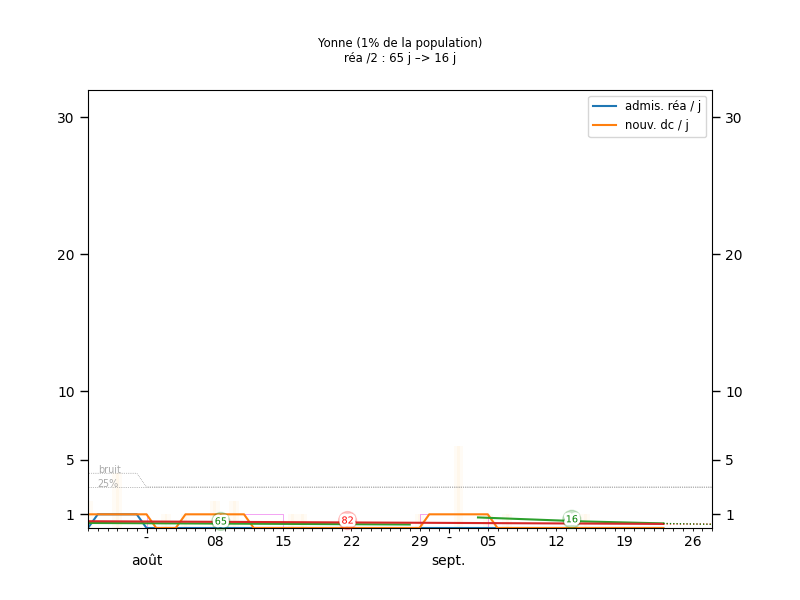 Yonne (1% de la population)
réa /2 : 65 j –> 16 j
admis. réa / j
nouv. dc / j
30 30
20 20
10 10
5 5
bruit
25%
1 65 82 16 1
- 08 15 22 29 - 05 12 19 26
août sept.